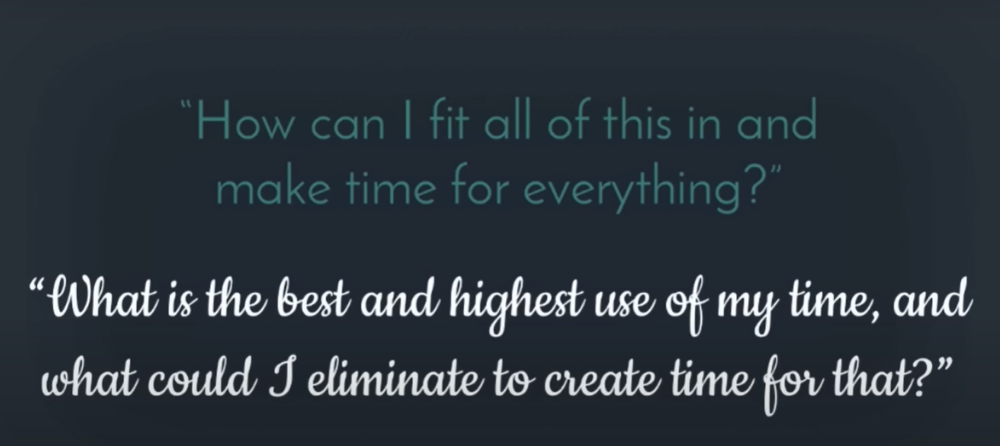 “How can I fit all of this in and
make time for everything?”
“What is the best and highest use of my time, and
what could I eliminate to create time for that?”